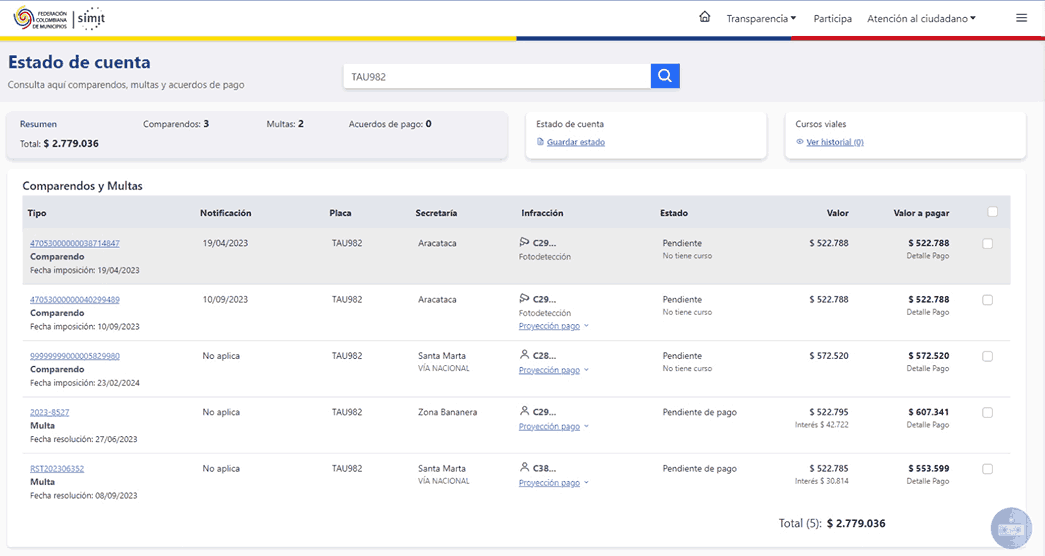 FEDERACIÓN
COLOMBIANA
DE MUNICIPIOS
simit
Transparencia
Participa
Atención al ciudadano
Estado de cuenta
Consulta aquí comparendos, multas y acuerdos de pago
TAU982
Resumen Comparendos: 3 Multas: 2 Acuerdos de pago: 0
Total: $ 2.779.036
Estado de cuenta
Guardar estado
Cursos viales
Ver historial (0)
Comparendos y Multas
Tipo Notificación Placa Secretaría Infracción Estado Valor Valor a pagar
47053000000038714847 19/04/2023 TAU982 Aracataca C29... Pendiente $ 522.788 $ 522.788
Comparendo Fotodetección No tiene curso Detalle Pago
Fecha imposición: 19/04/2023
47053000000040299489 10/09/2023 TAU982 Aracataca C29... Pendiente $ 522.788 $ 522.788
Comparendo Fotodetección No tiene curso Detalle Pago
Fecha imposición: 10/09/2023 Proyección pago
99999999000005829980 No aplica TAU982 Santa Marta C28... Pendiente $ 572.520 $ 572.520
Comparendo VÍA NACIONAL Proyección pago No tiene curso Detalle Pago
Fecha imposición: 23/02/2024
2023-8527 No aplica TAU982 Zona Bananera C29... Pendiente de pago $ 522.795 $ 607.341
Multa Proyección pago Interés $ 42.722 Detalle Pago
Fecha resolución: 27/06/2023
RST202306352 No aplica TAU982 Santa Marta C38... Pendiente de pago $ 522.785 $ 553.599
Multa VÍA NACIONAL Proyección pago Interés $ 30.814 Detalle Pago
Fecha resolución: 08/09/2023
Total (5): $ 2.779.036